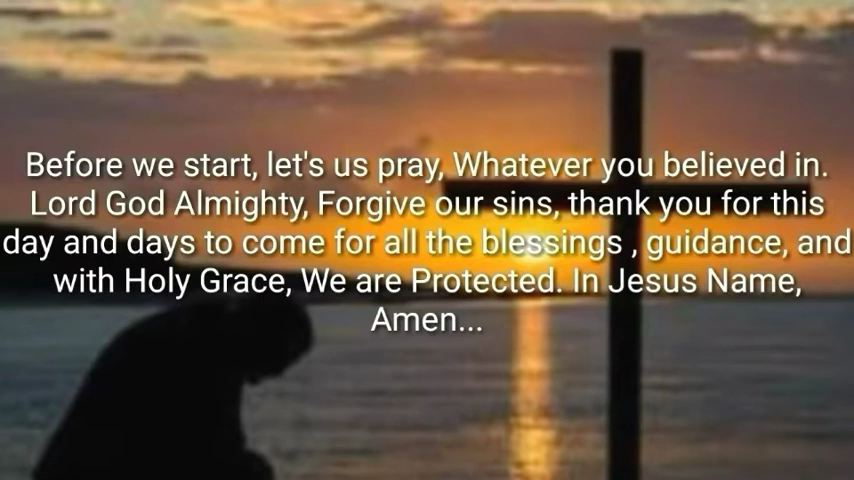 Before we start, let's us pray, Whatever you believed in.
Lord God Almighty, Forgive our sins, thank you for this
day and days to come for all the blessings , guidance, and
with Holy Grace, We are Protected. In Jesus Name,
Amen...